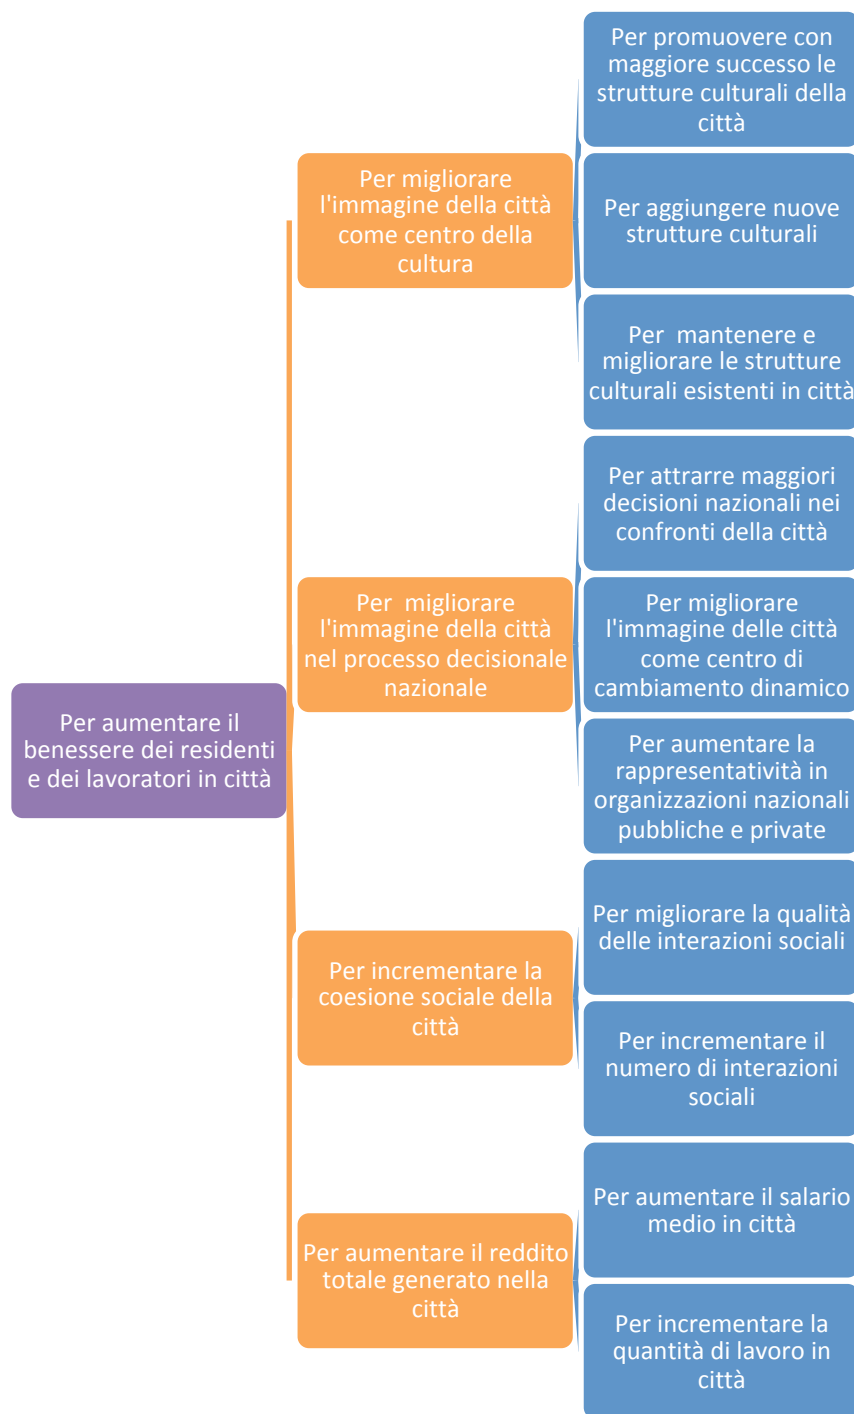 Per promuovere con
maggiore successo le
strutture culturali della
città
Per migliorare
l'immagine della città
come centro della
cultura
Per aggiungere nuove
strutture culturali
Per  mantenere e
migliorare le strutture
culturali esistenti in città
Per attrarre maggiori
decisioni nazionali nei
confronti della città
Per  migliorare
l'immagine della città
nel processo decisionale
nazionale
Per migliorare
l'immagine delle città
come centro di
cambiamento dinamico
Per aumentare il
benessere dei residenti
e dei lavoratori in città
Per aumentare la
rappresentatività in
organizzazioni nazionali
pubbliche e private
Per migliorare la qualità
delle interazioni sociali
Per incrementare la
coesione sociale della
città
Per incrementare il
numero di interazioni
sociali
Per aumentare il salario
medio in città
Per aumentare il reddito
totale generato nella
città
Per incrementare la
quantità di lavoro in
città